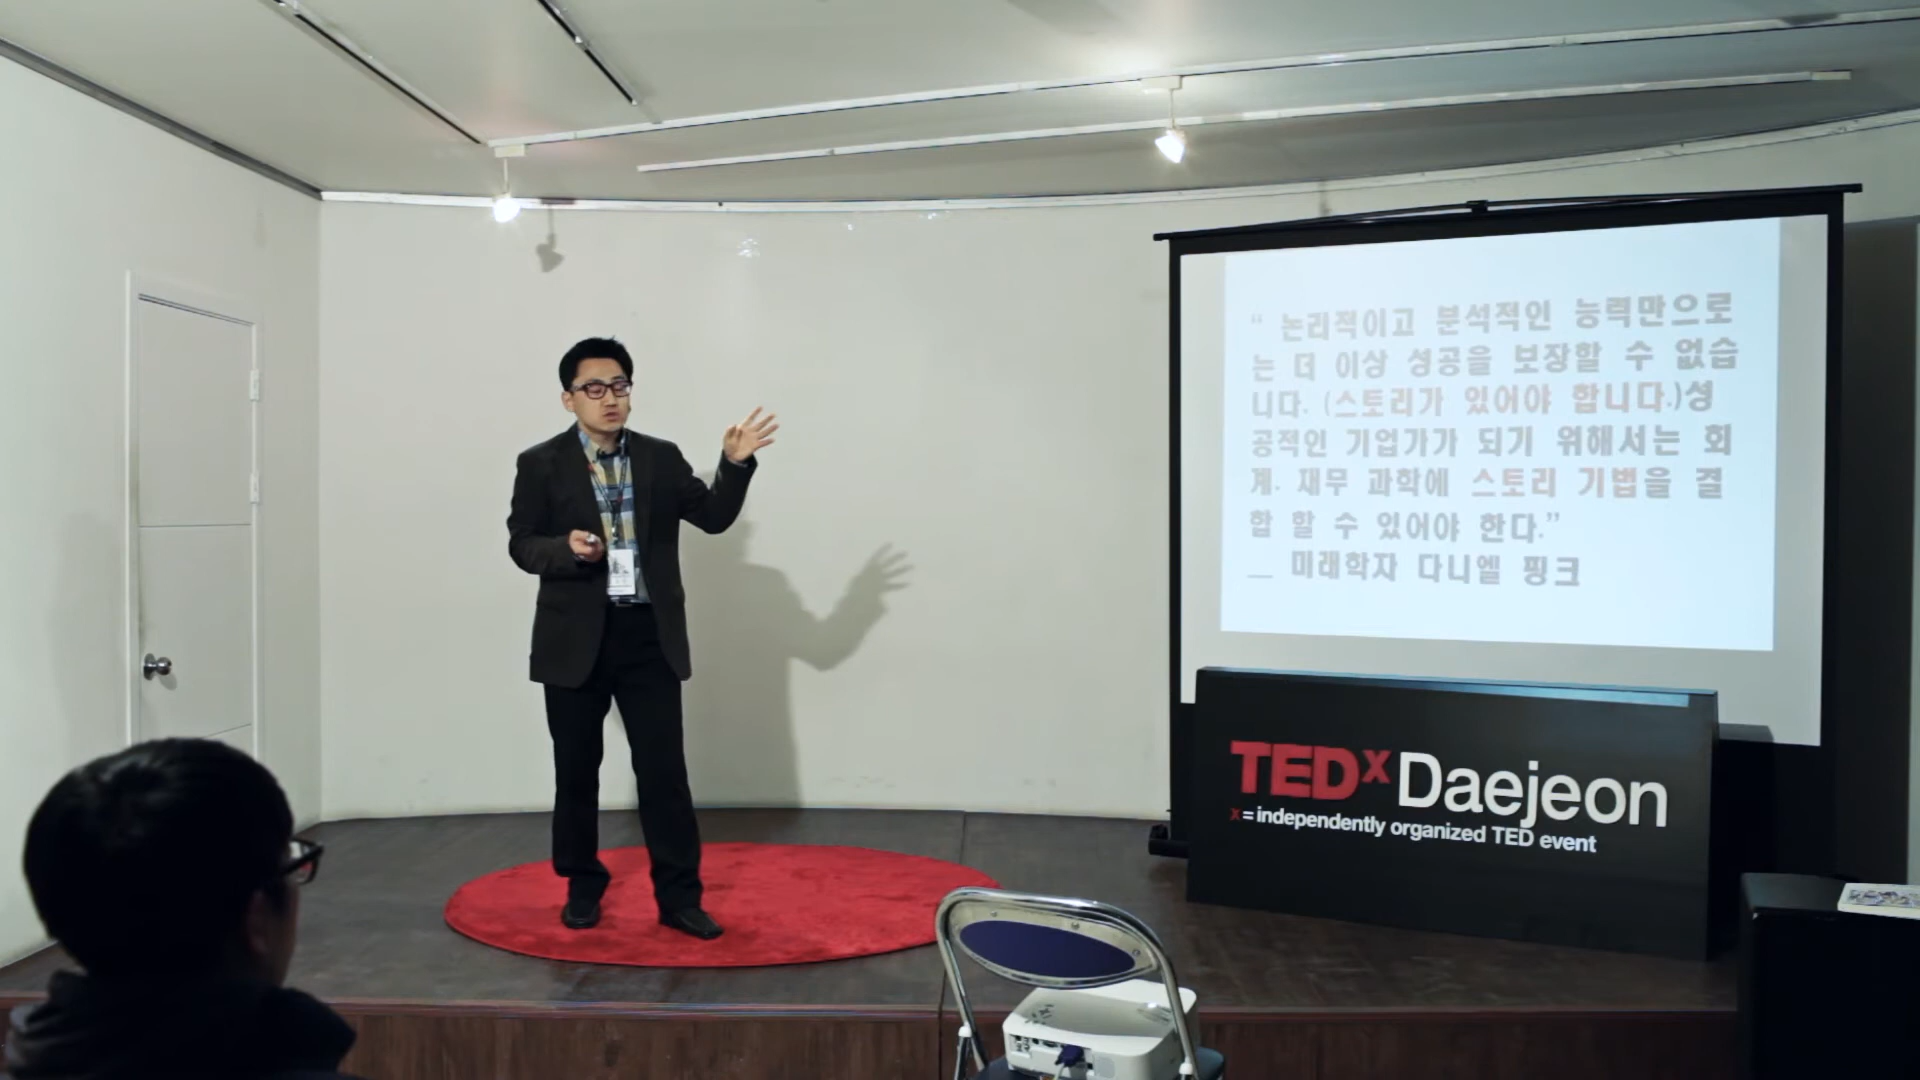 “ 논리적이고 분석적인 능력만으로
는 더 이상 성공을 보장할 수 없습
니다. (스토리가 있어야 합니다.)성
공적인 기업가가 되기 위해서는 회
계. 재무 과학에 스토리 기법을 결
합 할 수 있어야 한다.”
__ 미래학자 다니엘 핑크
TEDx Daejeon
x = independently organized TED event